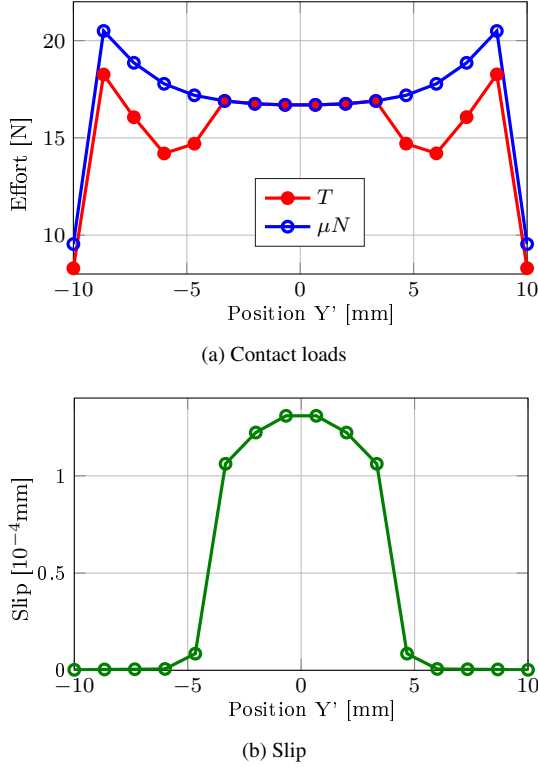 20
15
10
Effort [N]
T
μN
−10 −5 0 5 10
Position Y' [mm]
(a) Contact loads
1
0.5
0
Slip [10−4mm]
−10 −5 0 5 10
Position Y' [mm]
(b) Slip